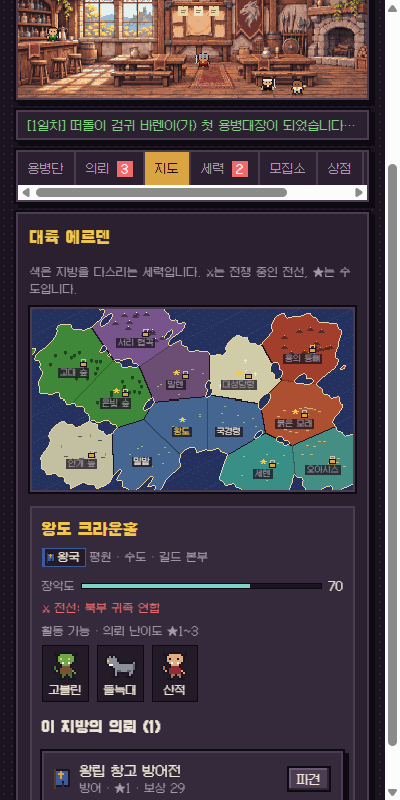 [1일차] 떠돌이 검귀 바렌이(가) 첫 용병대장이 되었습니다…
용병단 의뢰 3 지도 세력 2 모집소 상점
대륙 에르멘
색은 지방을 다스리는 세력입니다. ⚔는 전쟁 중인 전선, ★는 수
도입니다.
서리 협곡
용의 등뼈
고대 숲
말렌
대성당령
은빛 숲
붉은 모래
왕도
국경령
안개 늪
밀밭
세렌
오아시스
왕도 크라운홀
왕국 평원 · 수도 · 길드 본부
장악도 70
⚔ 전선: 북부 귀족 연합
활동 가능 · 의뢰 난이도 ★1~3
고블린 들늑대 산적
이 지방의 의뢰 (1)
왕립 창고 방어전
방어 · ★1 · 보상 29
파견